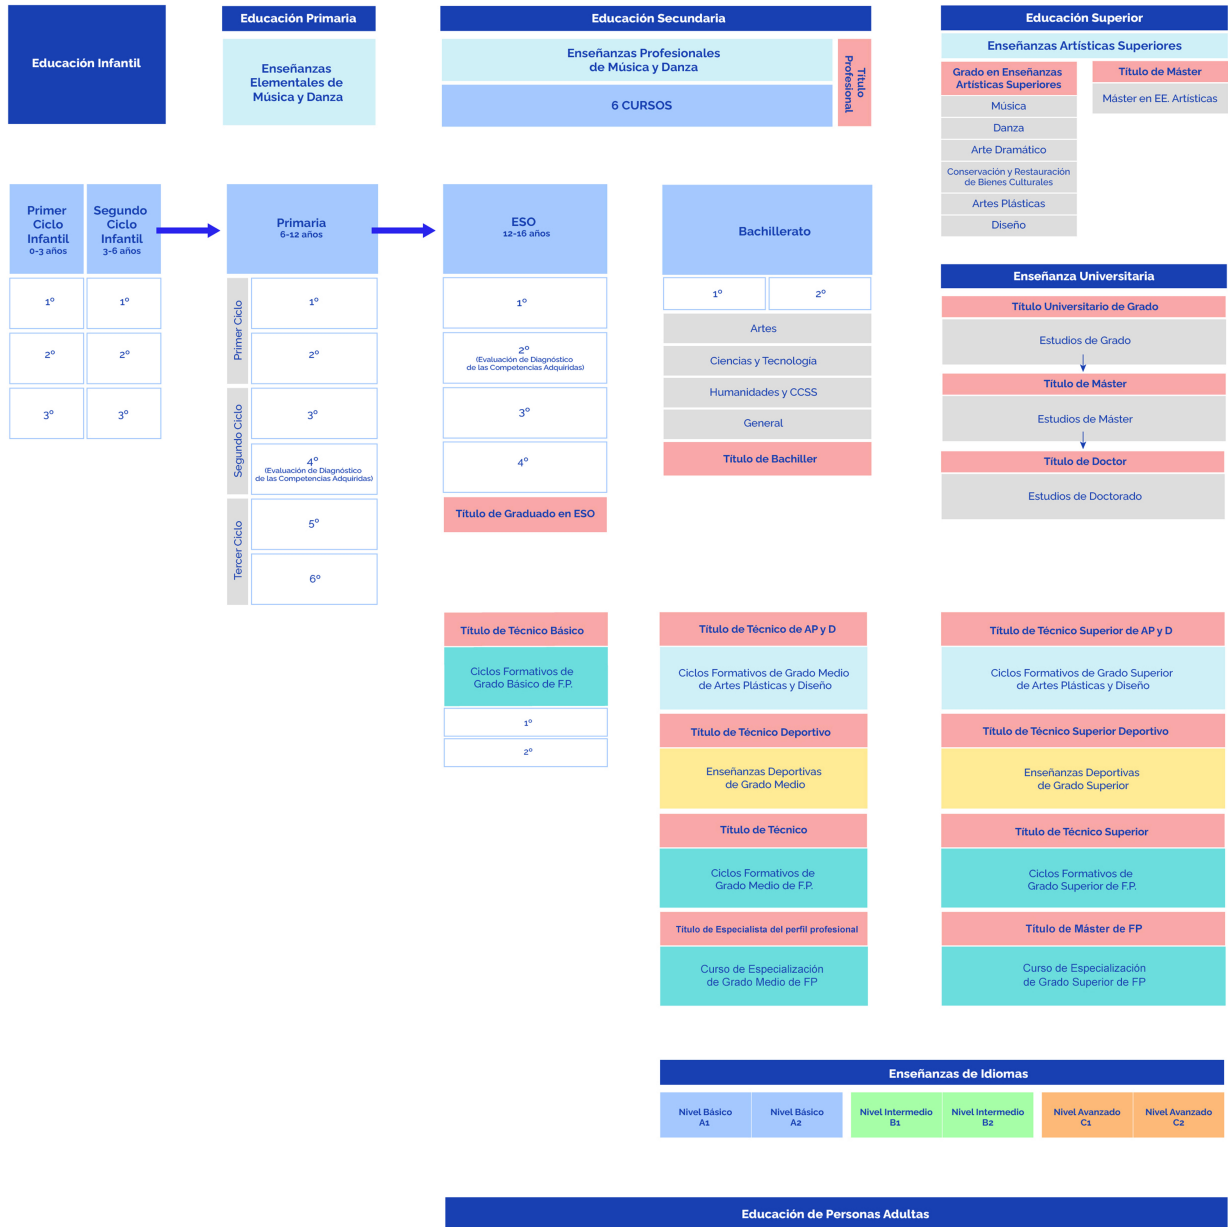 Educación Infantil
Educación Primaria
Enseñanzas
Elementales de
Música y Danza
Educación Secundaria
Enseñanzas Profesionales
de Música y Danza
6 CURSOS
Título
Profesional
Educación Superior
Enseñanzas Artísticas Superiores
Grado en Enseñanzas
Artísticas Superiores
Música
Danza
Arte Dramático
Conservación y Restauración
de Bienes Culturales
Artes Plásticas
Diseño
Título de Máster
Máster en EE. Artísticas
Primer
Ciclo
Infantil
0-3 años
1º
2º
3º
Segundo
Ciclo
Infantil
3-6 años
1º
2º
3º
Primaria
6-12 años
Primer Ciclo
1º
2º
Segundo Ciclo
3º
4º
(Evaluación de Diagnóstico
de las Competencias Adquiridas)
Tercer Ciclo
5º
6º
ESO
12-16 años
1º
2º
(Evaluación de Diagnóstico
de las Competencias Adquiridas)
3º
4º
Título de Graduado en ESO
Bachillerato
1º
2º
Artes
Ciencias y Tecnología
Humanidades y CCSS
General
Título de Bachiller
Enseñanza Universitaria
Título Universitario de Grado
Estudios de Grado
Título de Máster
Estudios de Máster
Título de Doctor
Estudios de Doctorado
Título de Técnico Básico
Ciclos Formativos de
Grado Básico de F.P.
1º
2º
Título de Técnico de AP y D
Ciclos Formativos de Grado Medio
de Artes Plásticas y Diseño
Título de Técnico Deportivo
Enseñanzas Deportivas
de Grado Medio
Título de Técnico
Ciclos Formativos de
Grado Medio de F.P.
Título de Especialista del perfil profesional
Curso de Especialización
de Grado Medio de FP
Título de Técnico Superior de AP y D
Ciclos Formativos de Grado Superior
de Artes Plásticas y Diseño
Título de Técnico Superior Deportivo
Enseñanzas Deportivas
de Grado Superior
Título de Técnico Superior
Ciclos Formativos de
Grado Superior de F.P.
Título de Máster de FP
Curso de Especialización
de Grado Superior de FP
Enseñanzas de Idiomas
Nivel Básico
A1
Nivel Básico
A2
Nivel Intermedio
B1
Nivel Intermedio
B2
Nivel Avanzado
C1
Nivel Avanzado
C2
Educación de Personas Adultas